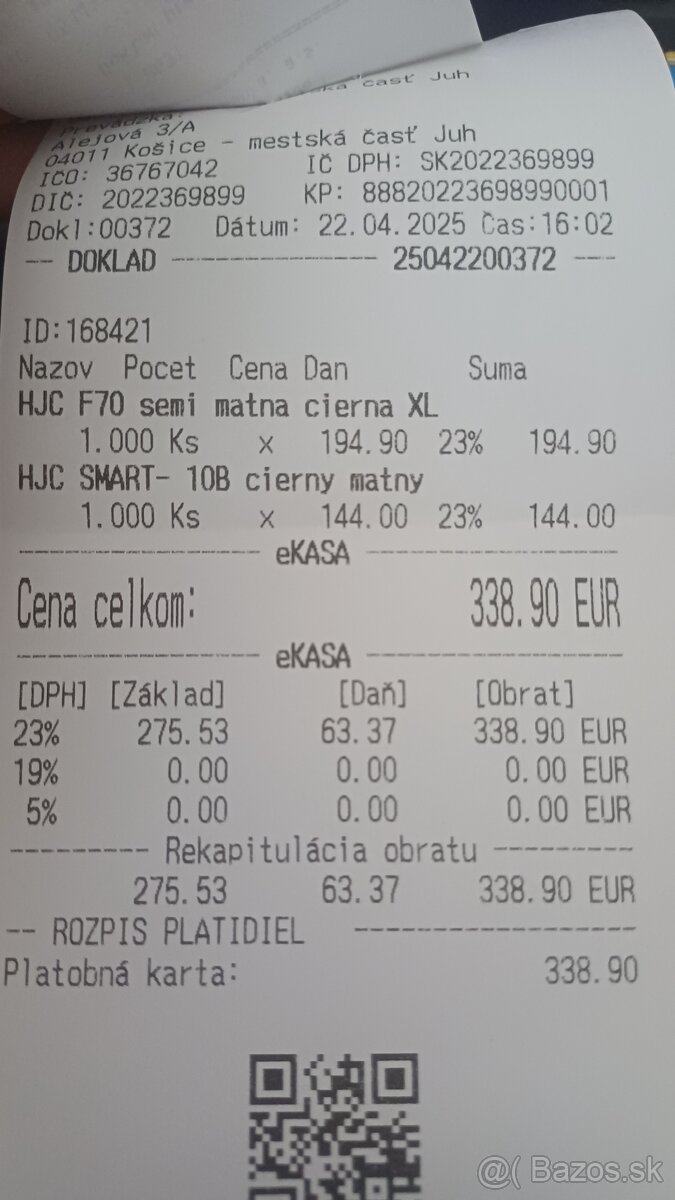 ká časť Juh
Prevádzka:
Alejová 3/A
04011 Košice - mestská časť Juh
IČO: 36767042 IČ DPH: SK2022369899
DIČ: 2022369899 KP: 88820223698990001
Dokl:00372 Dátum: 22.04.2025 Čas:16:02
-- DOKLAD ---------------- 25042200372 ---
ID:168421
Nazov Pocet Cena Dan Suma
HJC F70 semi matna cierna XL
1.000 Ks x 194.90 23% 194.90
HJC SMART- 10B cierny matny
1.000 Ks x 144.00 23% 144.00
------------------ eKASA ------------------
Cena celkom: 338.90 EUR
------------------ eKASA ------------------
[DPH] [Základ] [Daň] [Obrat]
23% 275.53 63.37 338.90 EUR
19% 0.00 0.00 0.00 EUR
5% 0.00 0.00 0.00 EUR
--------- Rekapitulácia obratu ---------
275.53 63.37 338.90 EUR
-- ROZPIS PLATIDIEL ------------------
Platobná karta: 338.90
@( Bazos.sk